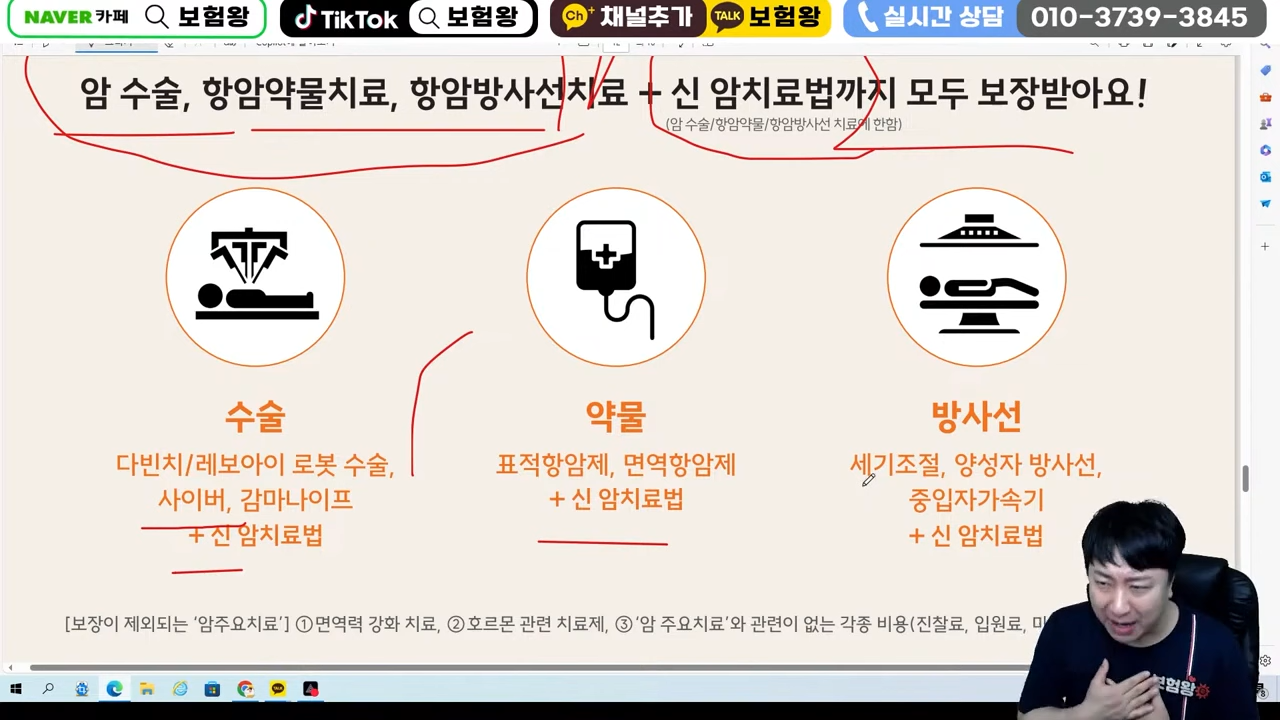 NAVER 카페 보험왕 TikTok 보험왕 Ch+ 채널추가 TALK 보험왕 실시간 상담 010-3739-3845
암 수술, 항암약물치료, 항암방사선치료 + 신 암치료법까지 모두 보장받아요!
(암 수술/항암약물/항암방사선 치료에 한함)
수술
다빈치/레보아이 로봇 수술,
사이버, 감마나이프
+ 신 암치료법
약물
표적항암제, 면역항암제
+ 신 암치료법
방사선
세기조절, 양성자 방사선,
중입자가속기
+ 신 암치료법
[보장이 제외되는 '암주요치료'] ①면역력 강화 치료, ②호르몬 관련 치료제, ③'암 주요치료'와 관련이 없는 각종 비용(진찰료, 입원료,
보험왕